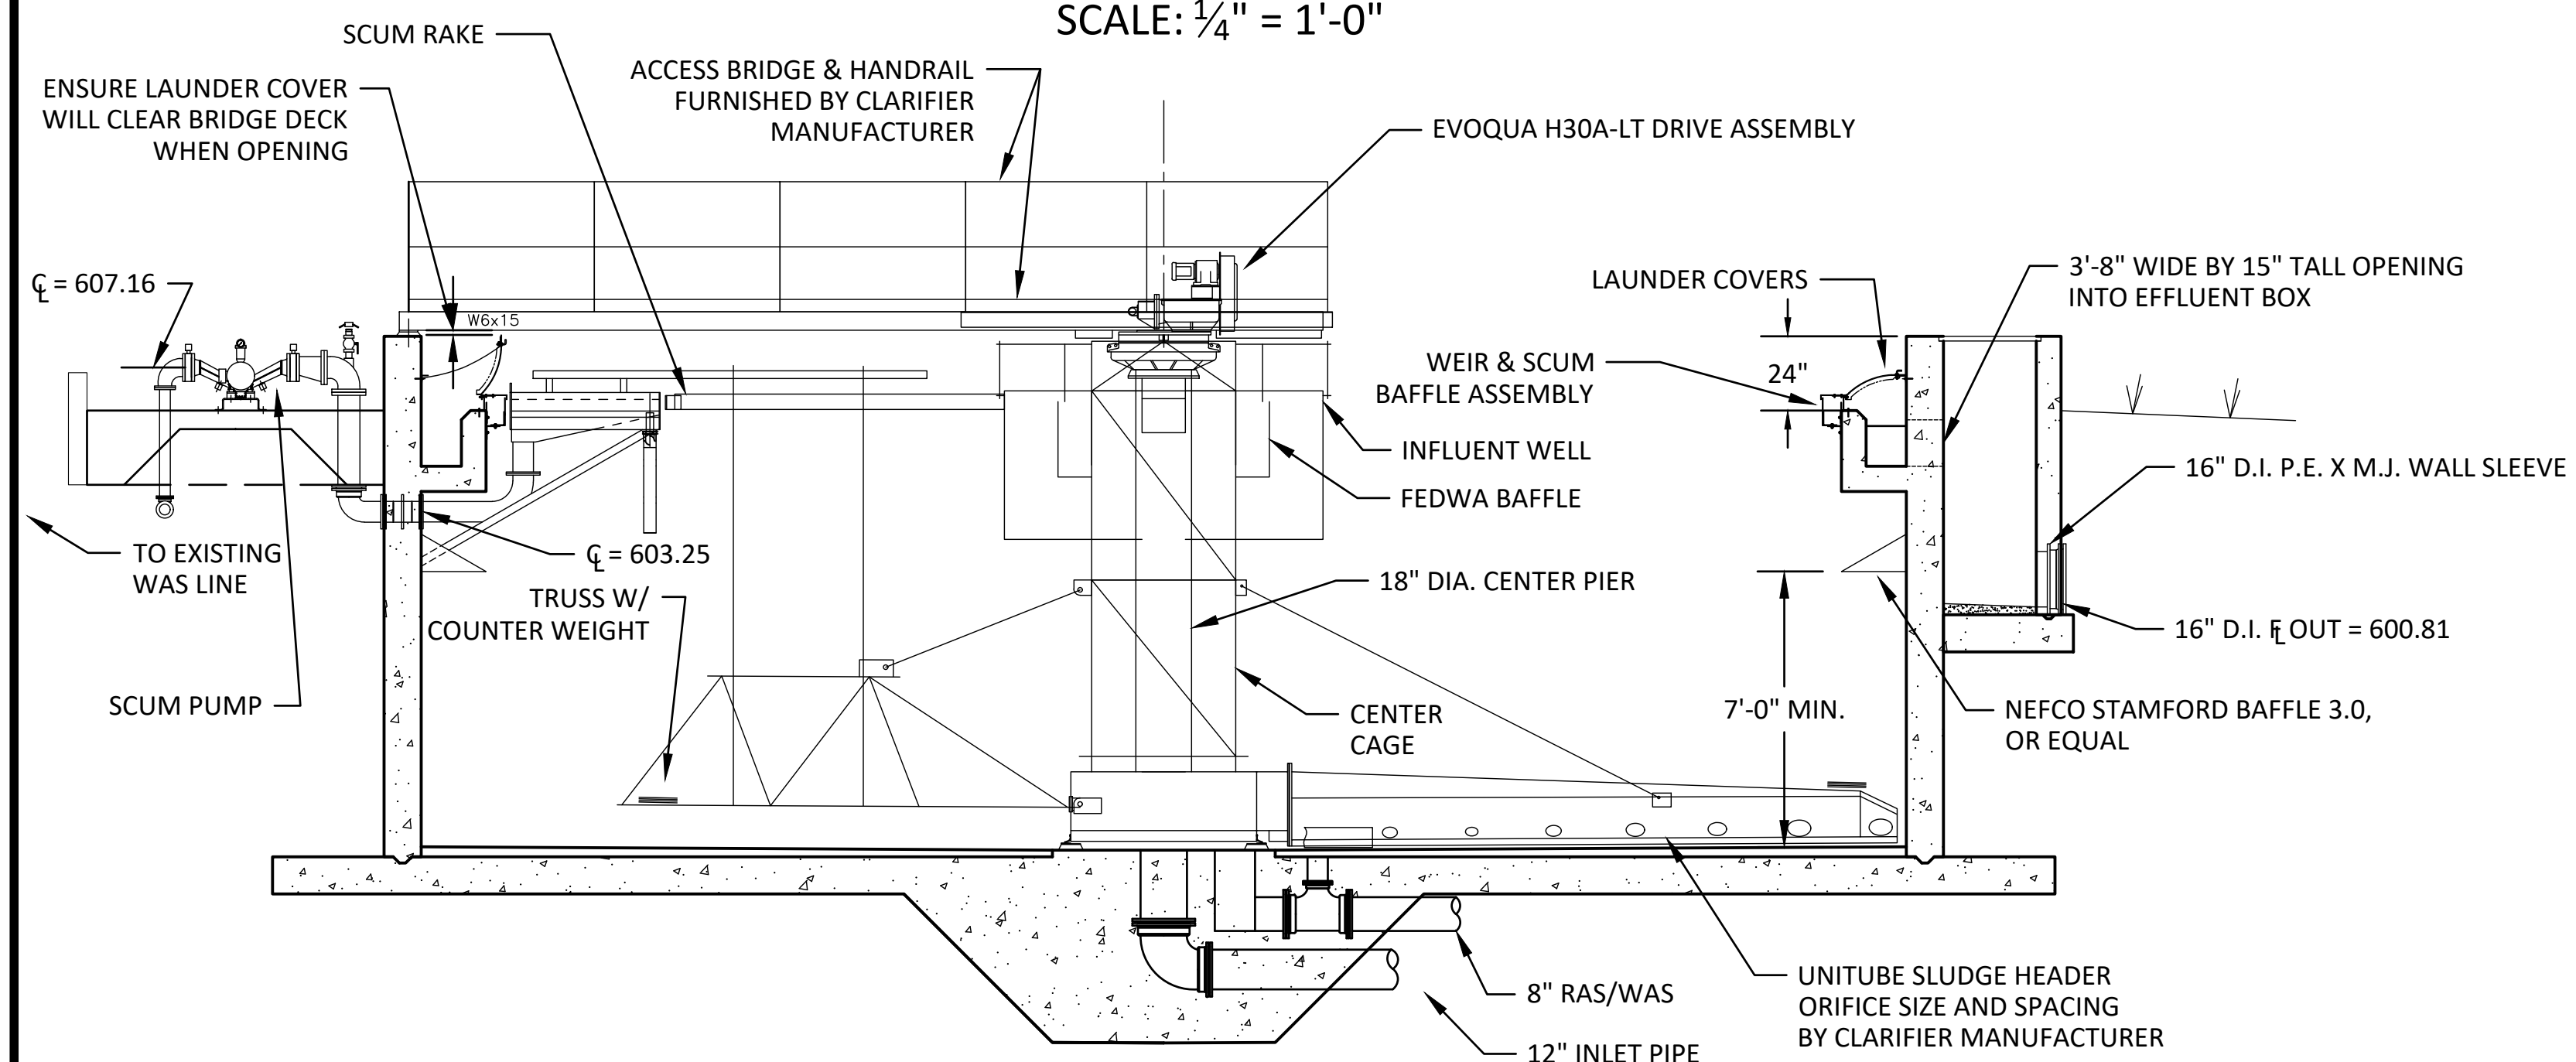 SCALE: 1/4" = 1'-0"
SCUM RAKE
ACCESS BRIDGE & HANDRAIL
FURNISHED BY CLARIFIER
MANUFACTURER
ENSURE LAUNDER COVER
WILL CLEAR BRIDGE DECK
WHEN OPENING
EVOQUA H30A-LT DRIVE ASSEMBLY
℄ = 607.16
W6x15
LAUNDER COVERS
3'-8" WIDE BY 15" TALL OPENING
INTO EFFLUENT BOX
24"
WEIR & SCUM
BAFFLE ASSEMBLY
INFLUENT WELL
FEDWA BAFFLE
16" D.I. P.E. X M.J. WALL SLEEVE
TO EXISTING
WAS LINE
℄ = 603.25
18" DIA. CENTER PIER
TRUSS W/
COUNTER WEIGHT
16" D.I. FL OUT = 600.81
SCUM PUMP
CENTER
CAGE
7'-0" MIN.
NEFCO STAMFORD BAFFLE 3.0,
OR EQUAL
8" RAS/WAS
12" INLET PIPE
UNITUBE SLUDGE HEADER
ORIFICE SIZE AND SPACING
BY CLARIFIER MANUFACTURER